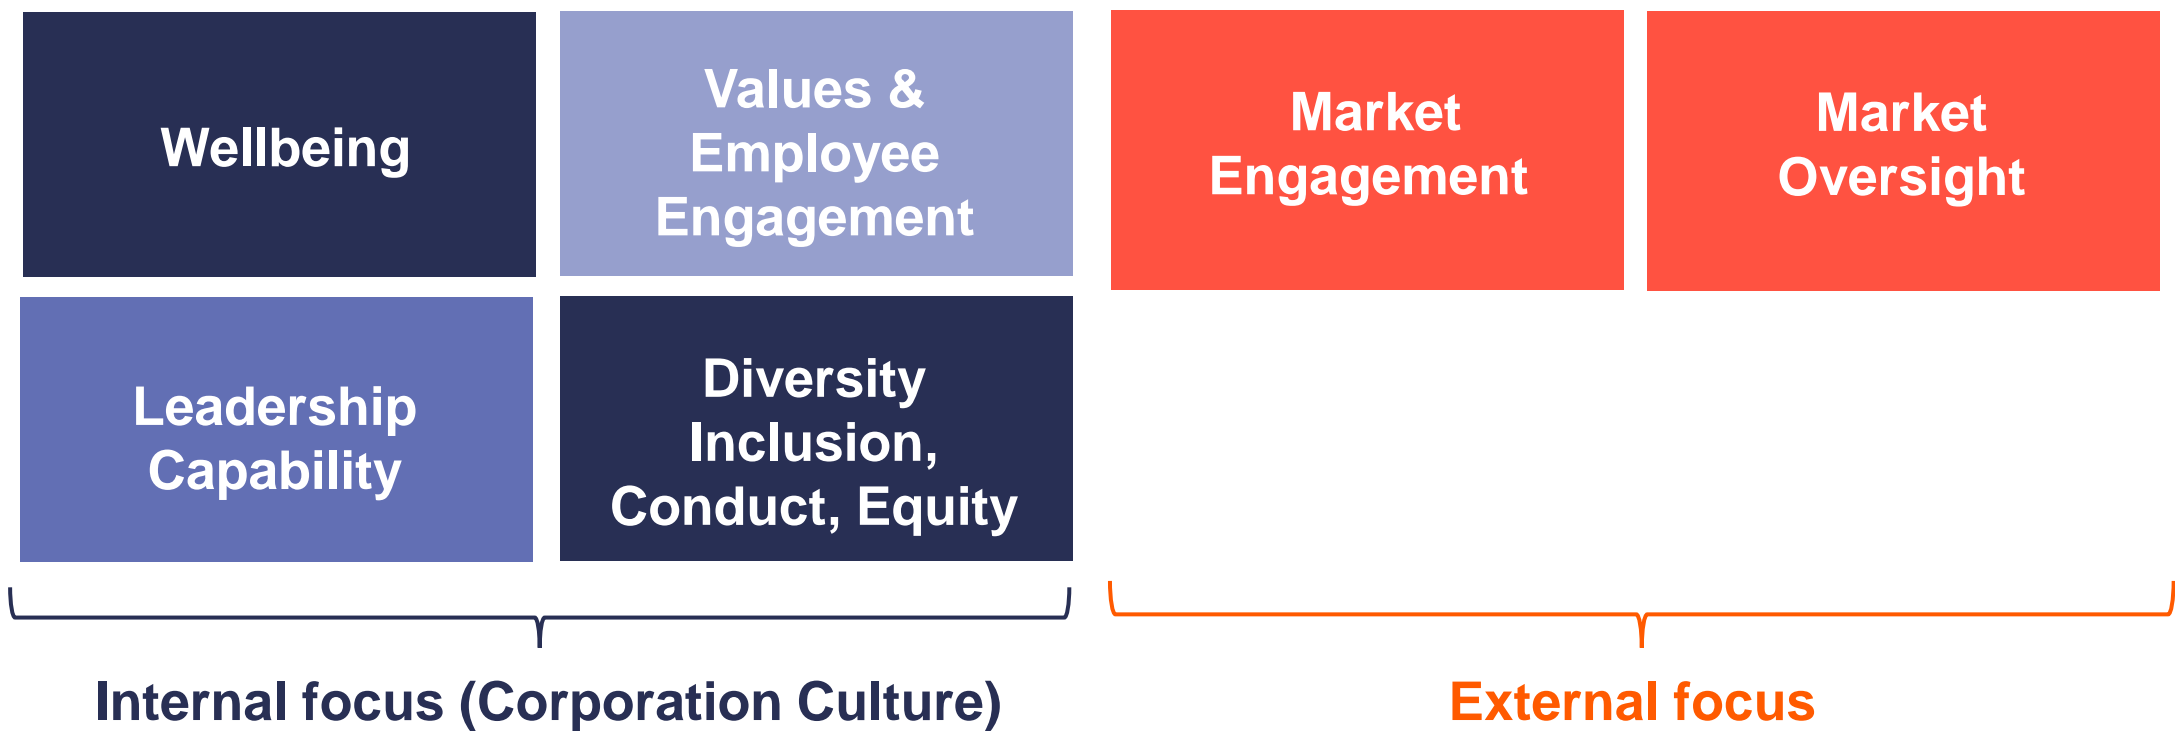 Wellbeing
Values &
Employee
Engagement
Market
Engagement
Market
Oversight
Leadership
Capability
Diversity
Inclusion,
Conduct, Equity
Internal focus (Corporation Culture)
External focus